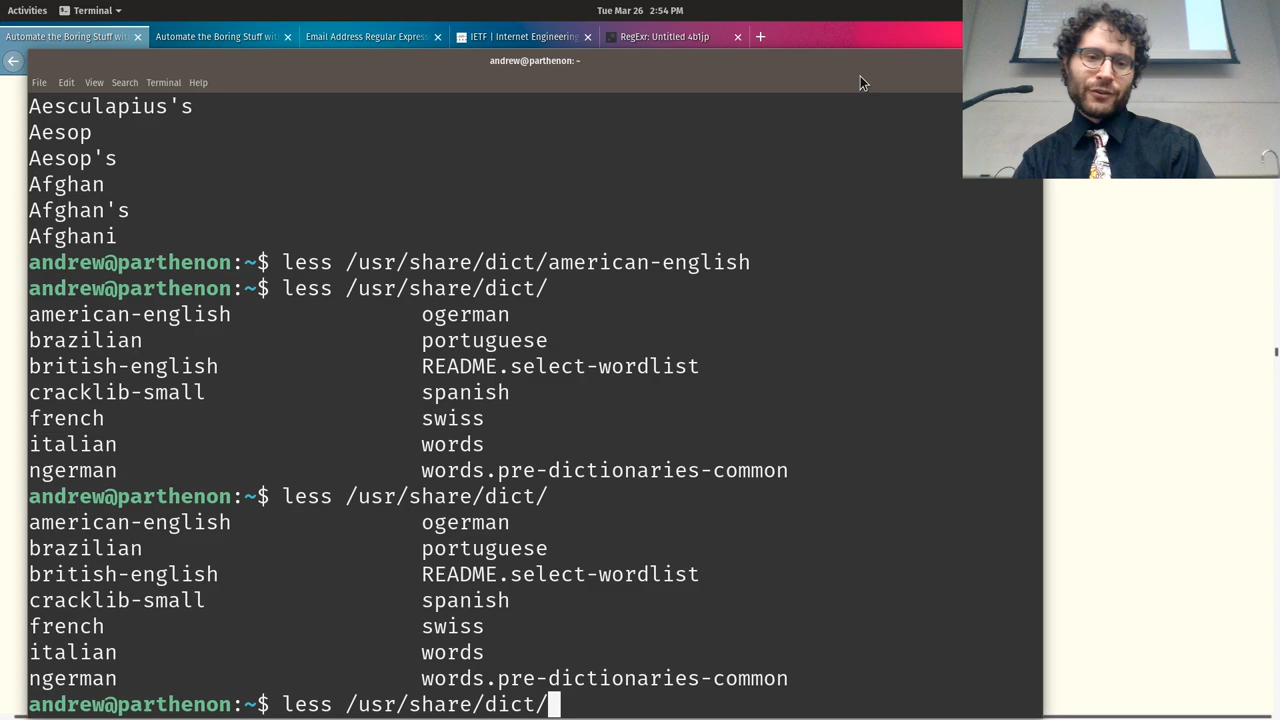 Activities Terminal Tue Mar 26 2:54 PM
Automate the Boring Stuff with Automate the Boring Stuff with Email Address Regular Express IETF | Internet Engineering RegExr: Untitled 4b1jp
andrew@parthenon: ~
File Edit View Search Terminal Help
Aesculapius's
Aesop
Aesop's
Afghan
Afghan's
Afghani
andrew@parthenon:~$ less /usr/share/dict/american-english
andrew@parthenon:~$ less /usr/share/dict/
american-english ogerman
brazilian portuguese
british-english README.select-wordlist
cracklib-small spanish
french swiss
italian words
ngerman words.pre-dictionaries-common
andrew@parthenon:~$ less /usr/share/dict/
american-english ogerman
brazilian portuguese
british-english README.select-wordlist
cracklib-small spanish
french swiss
italian words
ngerman words.pre-dictionaries-common
andrew@parthenon:~$ less /usr/share/dict/